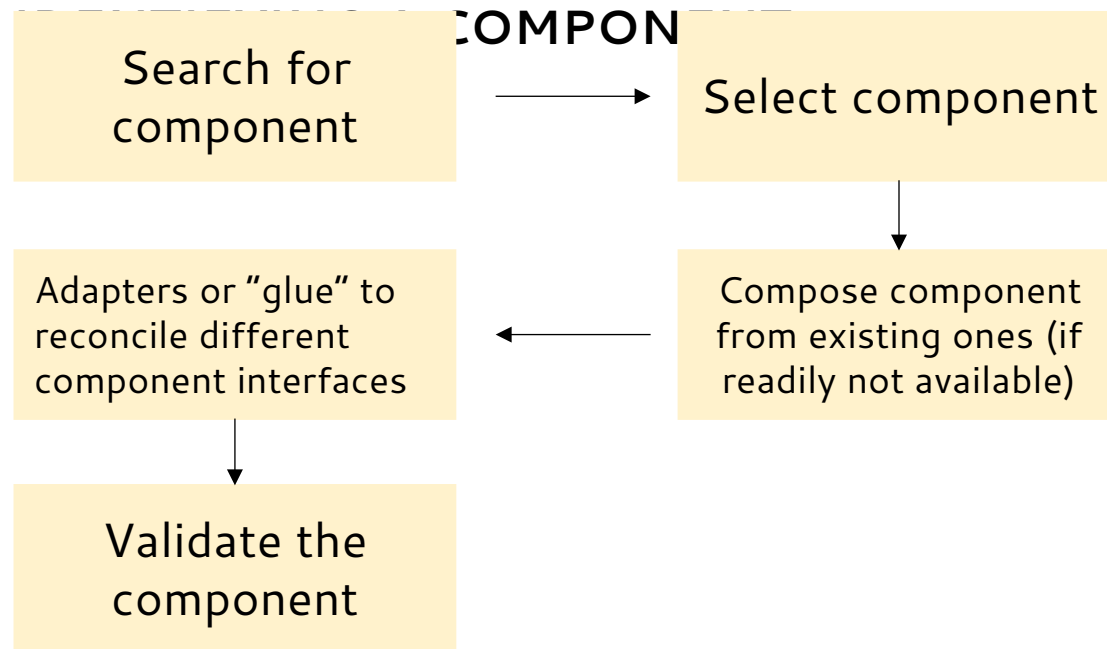 COMPON
Search for
component
Select component
Adapters or “glue” to
reconcile different
component interfaces
Compose component
from existing ones (if
readily not available)
Validate the
component